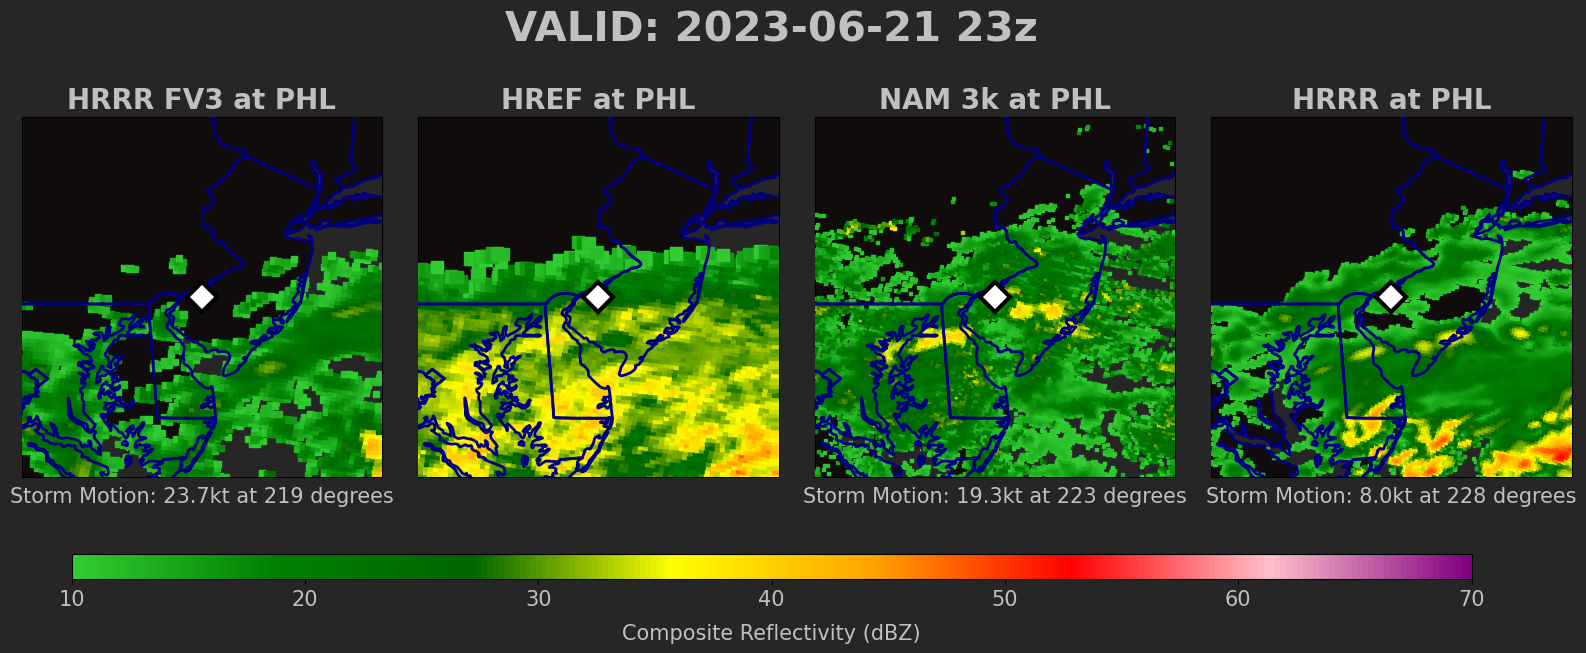 VALID: 2023-06-21 23z
HRRR FV3 at PHL
HREF at PHL
NAM 3k at PHL
HRRR at PHL
Storm Motion: 23.7kt at 219 degrees
Storm Motion: 19.3kt at 223 degrees
Storm Motion: 8.0kt at 228 degrees
10 20 30 40 50 60 70
Composite Reflectivity (dBZ)